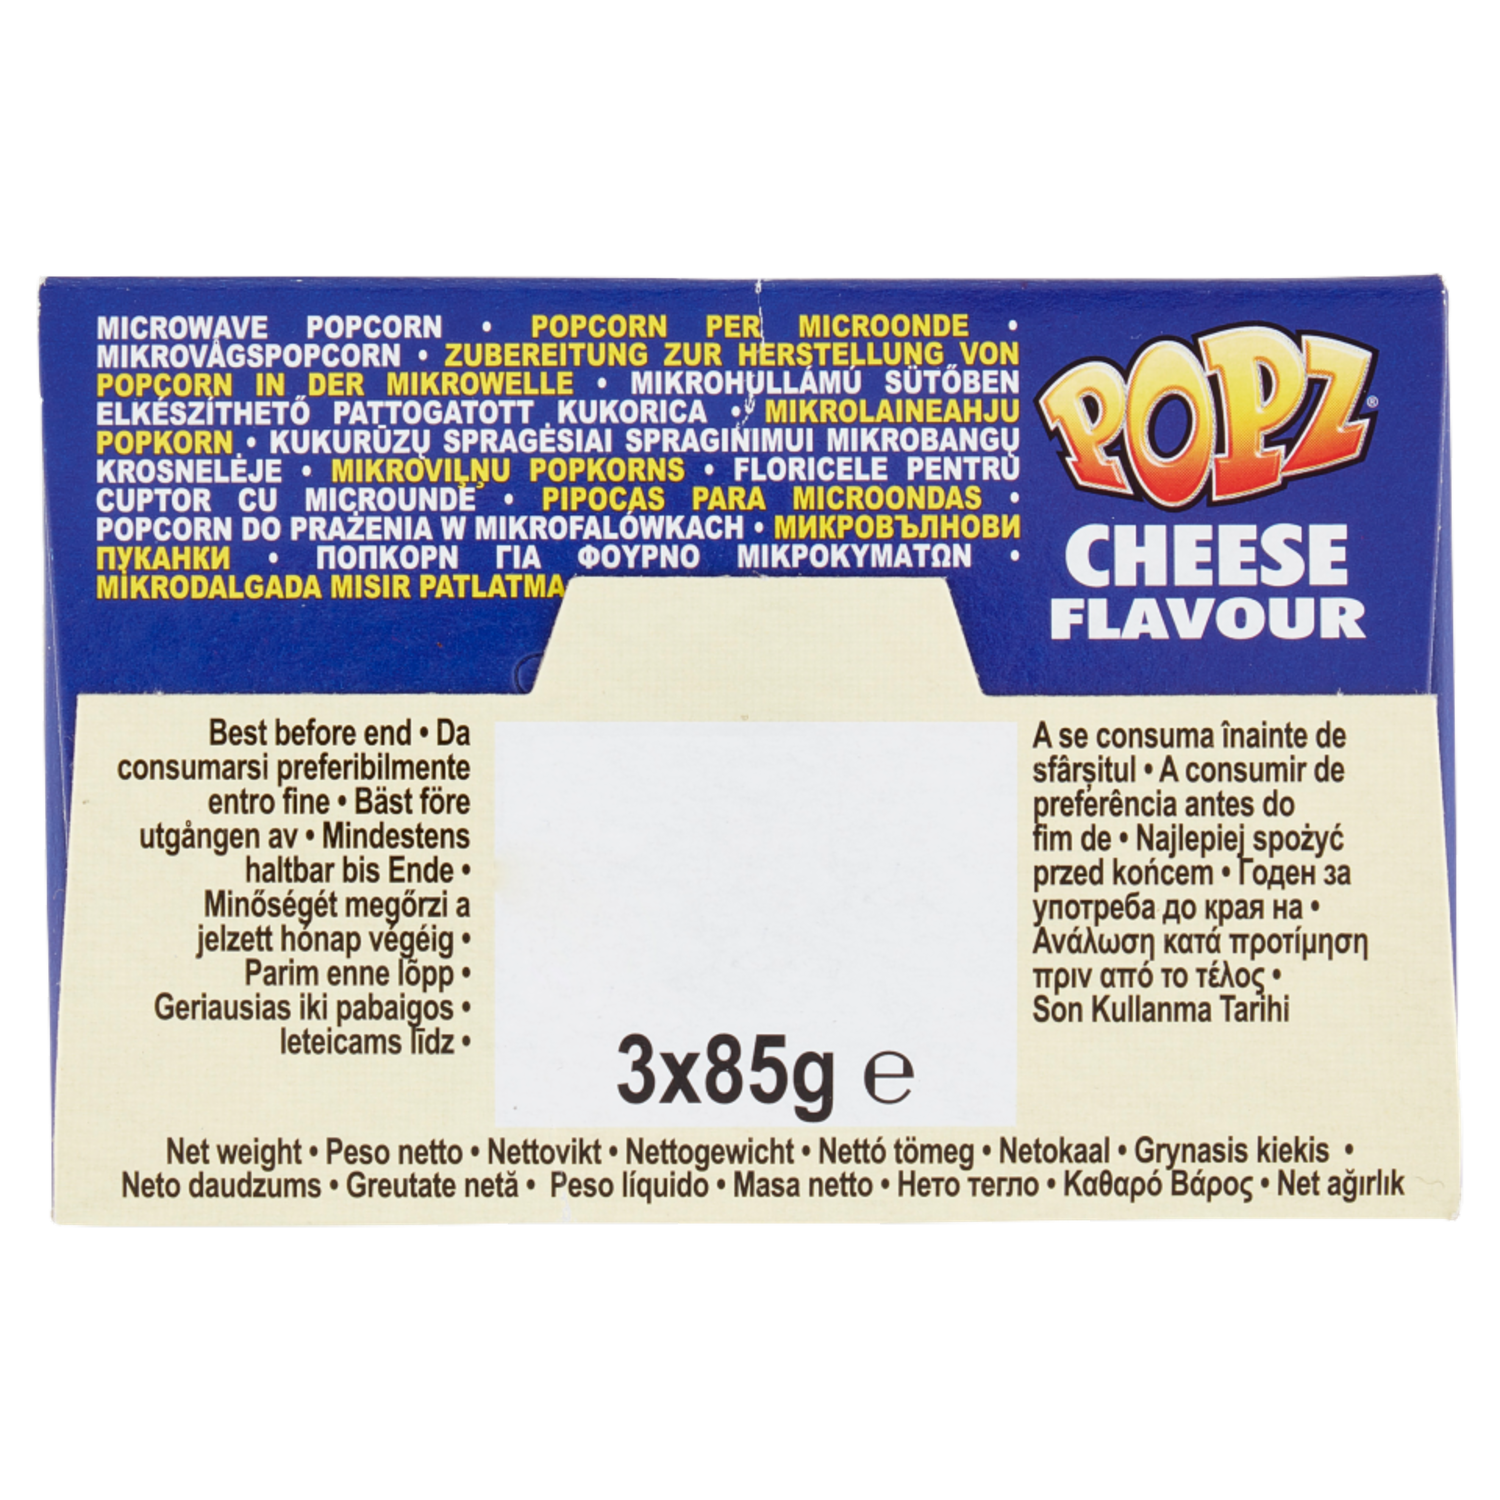 MICROWAVE POPCORN • POPCORN PER MICROONDE •
MIKROVÅGSPOPCORN • ZUBEREITUNG ZUR HERSTELLUNG VON
POPCORN IN DER MIKROWELLE • MIKROHULLÁMÚ SÜTŐBEN
ELKÉSZÍTHETŐ PATTOGATOTT KUKORICA • MIKROLAINEAHJU
POPKORN • KUKURŪZŲ SPRAGĖSIAI SPRAGINIMUI MIKROBANGŲ
KROSNELĖJE • MIKROVIĻŅU POPKORNS • FLORICELE PENTRU
CUPTOR CU MICROUNDE • PIPOCAS PARA MICROONDAS •
POPCORN DO PRAŻENIA W MIKROFALÓWKACH • МИКРОВЪЛНОВИ
ПУКАНКИ • ΠΟΠΚΟΡΝ ΓΙΑ ΦΟΥΡΝΟ ΜΙΚΡΟΚΥΜΑΤΩΝ •
MİKRODALGADA MISIR PATLATMA
POPZ®
CHEESE
FLAVOUR
Best before end • Da
consumarsi preferibilmente
entro fine • Bäst före
utgången av • Mindestens
haltbar bis Ende •
Minőségét megőrzi a
jelzett hónap végéig •
Parim enne lõpp •
Geriausias iki pabaigos •
Ieteicams līdz •
3x85g ℮
A se consuma înainte de
sfârșitul • A consumir de
preferência antes do
fim de • Najlepiej spożyć
przed końcem • Годен за
употреба до края на •
Ανάλωση κατά προτίμηση
πριν από το τέλος •
Son Kullanma Tarihi
Net weight • Peso netto • Nettovikt • Nettogewicht • Nettó tömeg • Netokaal • Grynasis kiekis •
Neto daudzums • Greutate netă • Peso líquido • Masa netto • Нето тегло • Καθαρό Βάρος • Net ağırlık